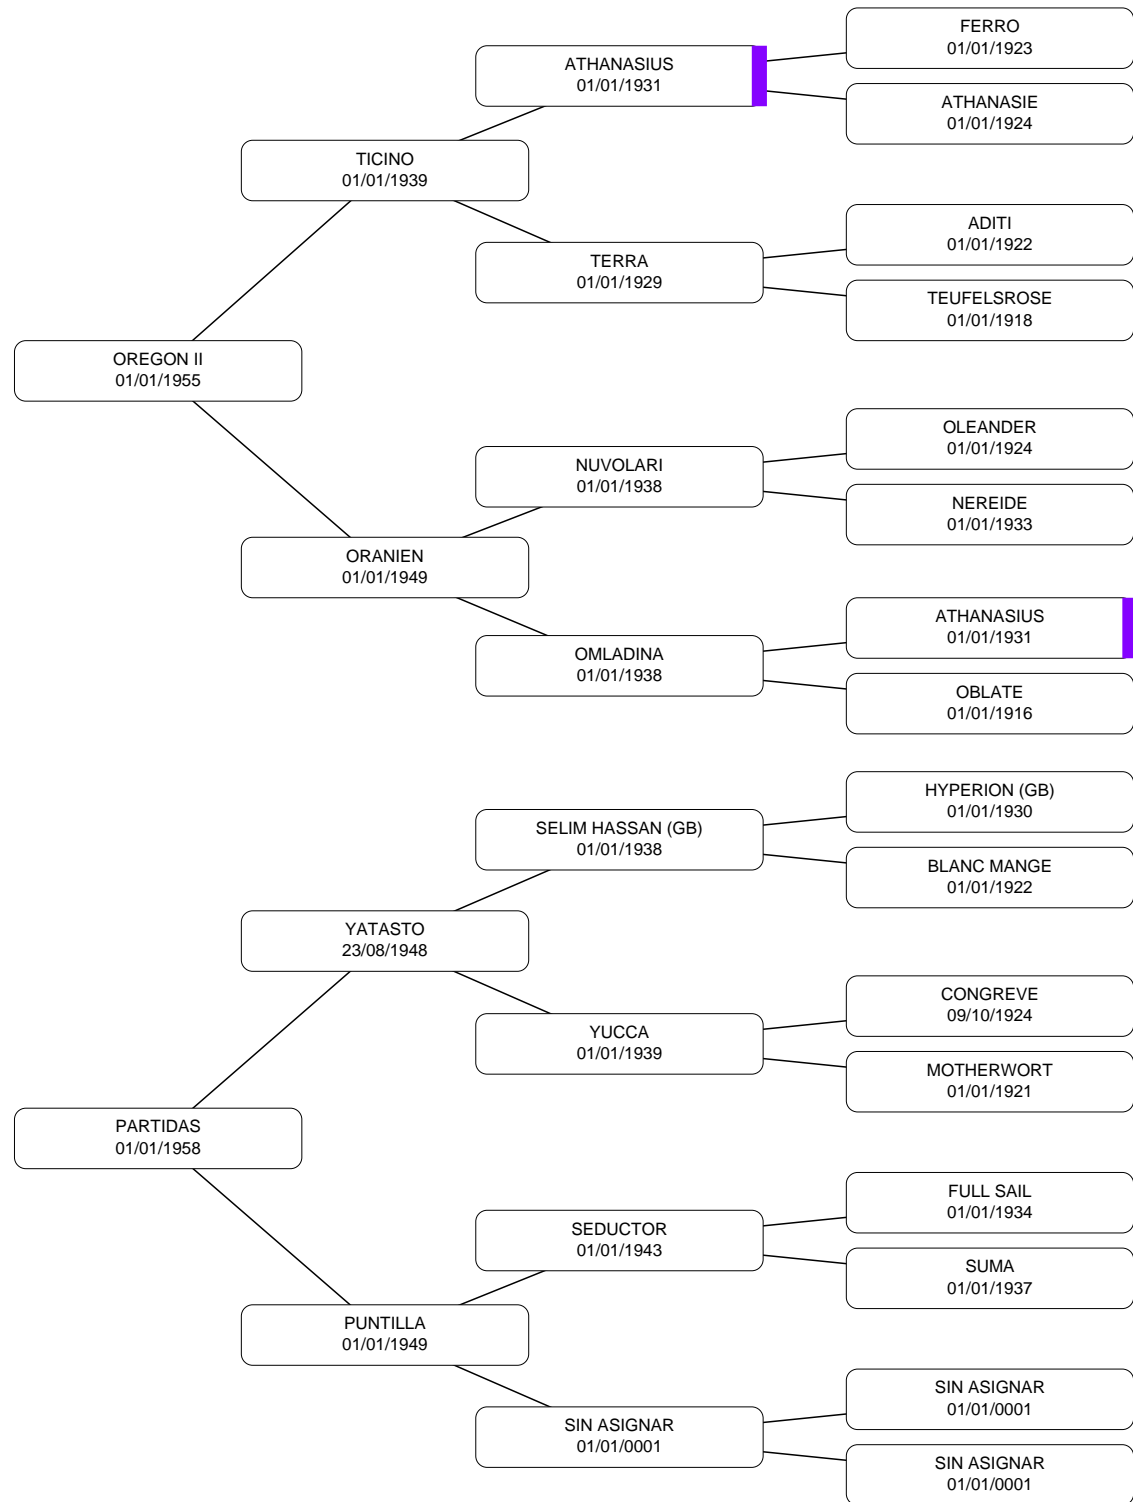 FERRO
01/01/1923
ATHANASIUS
01/01/1931
ATHANASIE
01/01/1924
TICINO
01/01/1939
ADITI
01/01/1922
TERRA
01/01/1929
TEUFELSROSE
01/01/1918
OREGON II
01/01/1955
OLEANDER
01/01/1924
NUVOLARI
01/01/1938
NEREIDE
01/01/1933
ORANIEN
01/01/1949
ATHANASIUS
01/01/1931
OMLADINA
01/01/1938
OBLATE
01/01/1916
HYPERION (GB)
01/01/1930
SELIM HASSAN (GB)
01/01/1938
BLANC MANGE
01/01/1922
YATASTO
23/08/1948
CONGREVE
09/10/1924
YUCCA
01/01/1939
MOTHERWORT
01/01/1921
PARTIDAS
01/01/1958
FULL SAIL
01/01/1934
SEDUCTOR
01/01/1943
SUMA
01/01/1937
PUNTILLA
01/01/1949
SIN ASIGNAR
01/01/0001
SIN ASIGNAR
01/01/0001
SIN ASIGNAR
01/01/0001